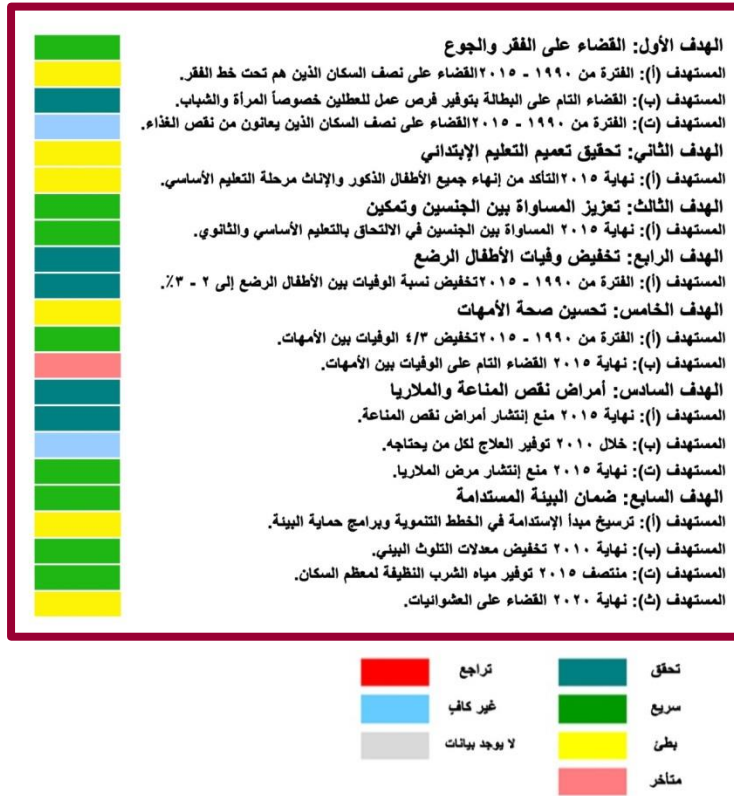 الهدف الأول: القضاء على الفقر والجوع
المستهدف (أ): الفترة من ١٩٩٠ - ٢٠١٥القضاء على نصف السكان الذين هم تحت خط الفقر.
المستهدف (ب): القضاء التام على البطالة بتوفير فرص عمل للعطلين خصوصاً المرأة والشباب.
المستهدف (ت): الفترة من ١٩٩٠ - ٢٠١٥القضاء على نصف السكان الذين يعانون من نقص الغذاء.
الهدف الثاني: تحقيق تعميم التعليم الإبتدائي
المستهدف (أ): نهاية ٢٠١٥التأكد من إنهاء جميع الأطفال الذكور والإناث مرحلة التعليم الأساسي.
الهدف الثالث: تعزيز المساواة بين الجنسين وتمكين
المستهدف (أ): نهاية ٢٠١٥ المساواة بين الجنسين في الالتحاق بالتعليم الأساسي والثانوي.
الهدف الرابع: تخفيض وفيات الأطفال الرضع
المستهدف (أ): الفترة من ١٩٩٠ - ٢٠١٥تخفيض نسبة الوفيات بين الأطفال الرضع إلى ٢ - ٣٪.
الهدف الخامس: تحسين صحة الأمهات
المستهدف (أ): الفترة من ١٩٩٠ - ٢٠١٥تخفيض ٤/٣ الوفيات بين الأمهات.
المستهدف (ب): نهاية ٢٠١٥ القضاء التام على الوفيات بين الأمهات.
الهدف السادس: أمراض نقص المناعة والملاريا
المستهدف (أ): نهاية ٢٠١٥ منع إنتشار أمراض نقص المناعة.
المستهدف (ب): خلال ٢٠١٠ توفير العلاج لكل من يحتاجه.
المستهدف (ت): نهاية ٢٠١٥ منع إنتشار مرض الملاريا.
الهدف السابع: ضمان البيئة المستدامة
المستهدف (أ): ترسيخ مبدأ الإستدامة في الخطط التنموية وبرامج حماية البيئة.
المستهدف (ب): نهاية ٢٠١٠ تخفيض معدلات التلوث البيئي.
المستهدف (ت): منتصف ٢٠١٥ توفير مياه الشرب النظيفة لمعظم السكان.
المستهدف (ث): نهاية ٢٠٢٠ القضاء على العشوائيات.
تحقق
سريع
بطئ
متأخر
تراجع
غير كافٍ
لا يوجد بيانات